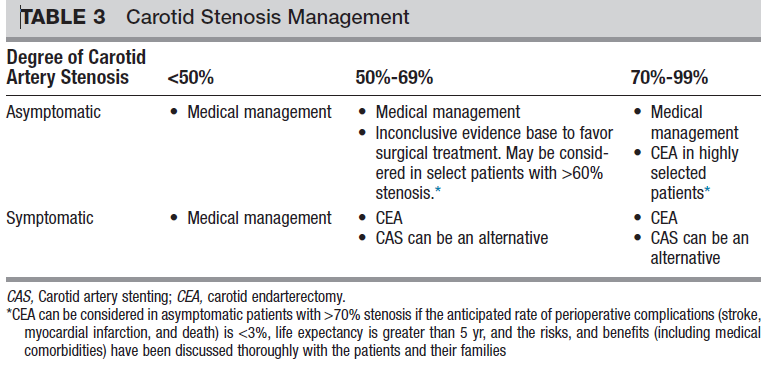 TABLE 3 Carotid Stenosis Management
Degree of Carotid
Artery Stenosis <50% 50%-69% 70%-99%
Asymptomatic • Medical management • Medical management • Medical
• Inconclusive evidence base to favor management
surgical treatment. May be consid- • CEA in highly
ered in select patients with >60% selected
stenosis.* patients*
Symptomatic • Medical management • CEA • CEA
• CAS can be an alternative • CAS can be an
alternative
CAS, Carotid artery stenting; CEA, carotid endarterectomy.
*CEA can be considered in asymptomatic patients with >70% stenosis if the anticipated rate of perioperative complications (stroke,
myocardial infarction, and death) is <3%, life expectancy is greater than 5 yr, and the risks, and benefits (including medical
comorbidities) have been discussed thoroughly with the patients and their families